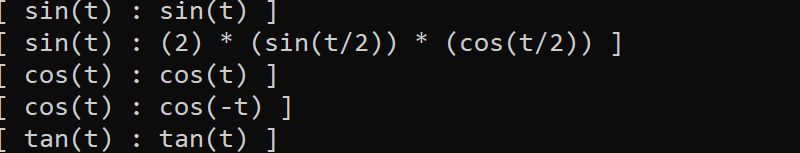 [ sin(t) : sin(t) ]
[ sin(t) : (2) * (sin(t/2)) * (cos(t/2)) ]
[ cos(t) : cos(t) ]
[ cos(t) : cos(-t) ]
[ tan(t) : tan(t) ]